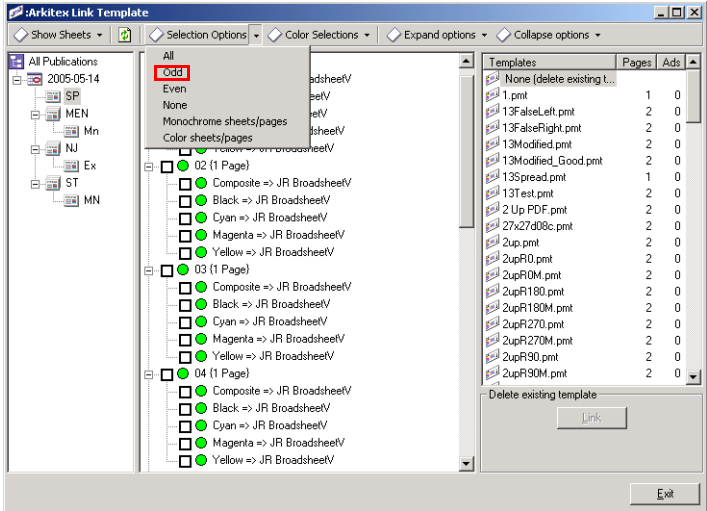 :Arkitex Link Template
Show Sheets
Selection Options
Color Selections
Expand options
Collapse options
All Publications
2005-05-14
SP
MEN
Mn
NJ
Ex
ST
MN
All
Odd
Even
None
Monochrome sheets/pages
Color sheets/pages
adsheetV
eetV
eetV
dsheetV
Yellow => JR BroadsheetV
02 {1 Page}
Composite => JR BroadsheetV
Black => JR BroadsheetV
Cyan => JR BroadsheetV
Magenta => JR BroadsheetV
Yellow => JR BroadsheetV
03 {1 Page}
Composite => JR BroadsheetV
Black => JR BroadsheetV
Cyan => JR BroadsheetV
Magenta => JR BroadsheetV
Yellow => JR BroadsheetV
04 {1 Page}
Composite => JR BroadsheetV
Black => JR BroadsheetV
Cyan => JR BroadsheetV
Magenta => JR BroadsheetV
Yellow => JR BroadsheetV
Templates Pages Ads
None (delete existing t...
1.pmt 1 0
13FalseLeft.pmt 2 0
13FalseRight.pmt 2 0
13Modified.pmt 2 0
13Modified_Good.pmt 2 0
13Spread.pmt 1 0
13Test.pmt 2 0
2 Up PDF.pmt 2 0
27x27d08c.pmt 2 0
2up.pmt 2 0
2upR0.pmt 2 0
2upR0M.pmt 2 0
2upR180.pmt 2 0
2upR180M.pmt 2 0
2upR270.pmt 2 0
2upR270M.pmt 2 0
2upR90.pmt 2 0
2upR90M.pmt 2 0
Delete existing template
Link
Exit